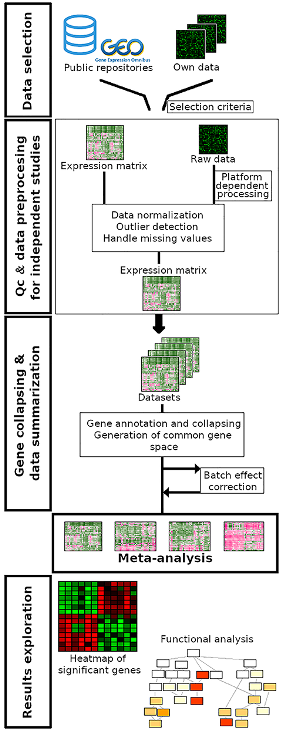 Data selection
GEO
Gene Expression Omnibus
Public repositories
Own data
Selection criteria
Qc & data preprocesing
for independent studies
Expression matrix
Raw data
Platform
dependent
processing
Data normalization
Outlier detection
Handle missing values
Expression matrix
Gene collapsing &
data summarization
Datasets
Gene annotation and collapsing
Generation of common gene
space
Batch effect
correction
Meta-analysis
Results exploration
Heatmap of
significant genes
Functional analysis